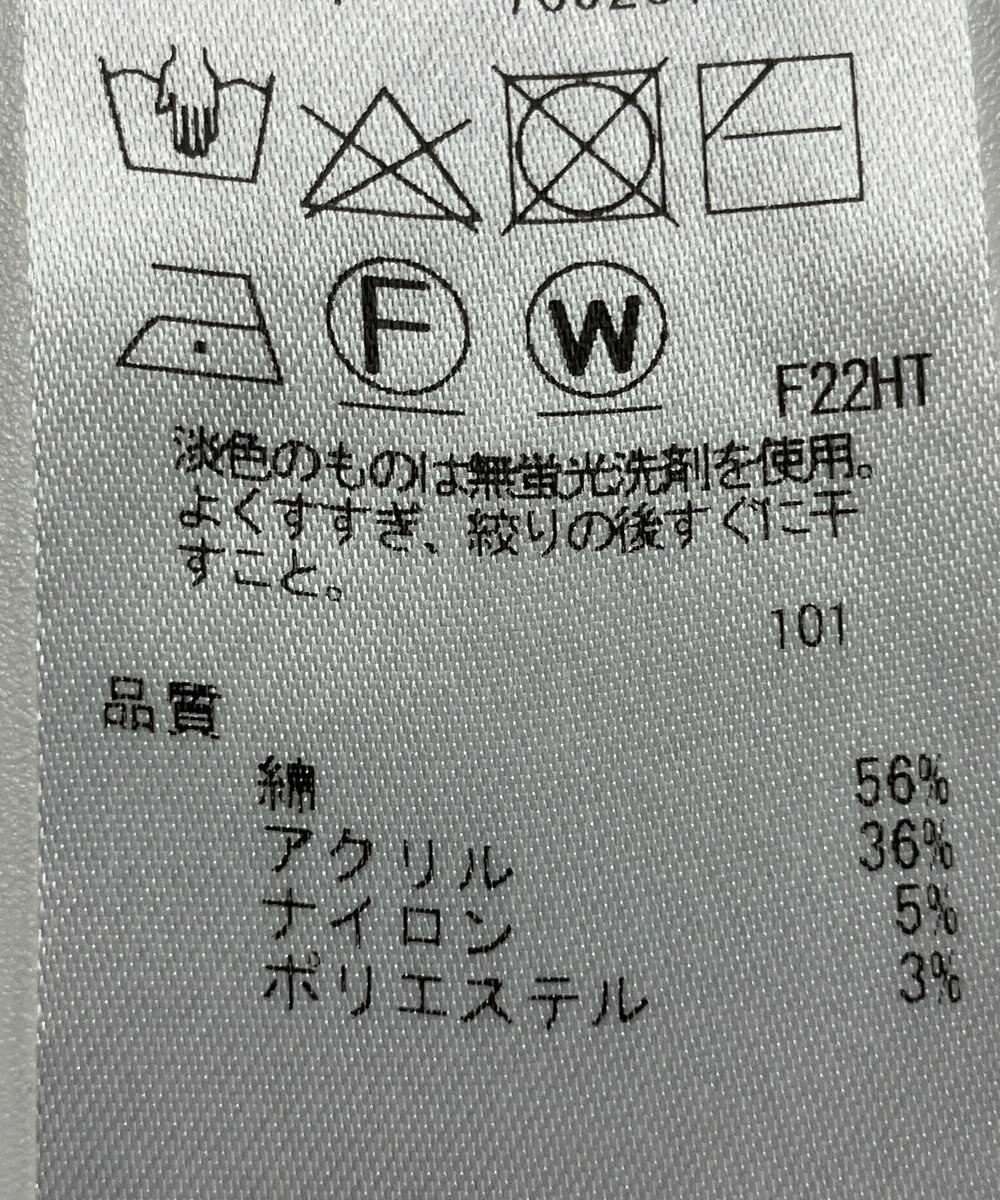 F
W
F22HT
淡色のものは無蛍光洗剤を使用。
よくすすぎ、絞りの後すぐに干
すこと。
101
品質
綿 56%
アクリル 36%
ナイロン 5%
ポリエステル 3%